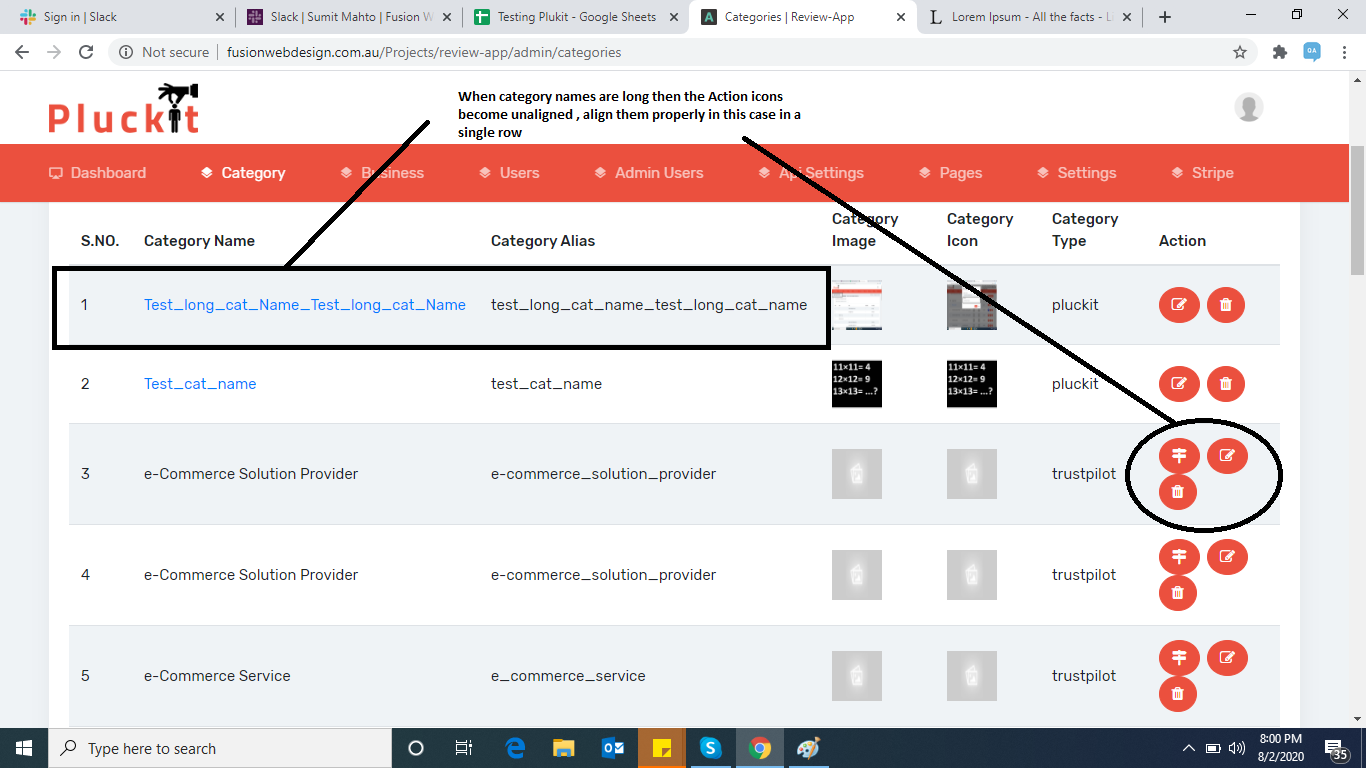 Sign in | Slack
Slack | Sumit Mahto | Fusion W
Testing Plukit - Google Sheets
Categories | Review-App
Lorem Ipsum - All the facts - Li
Not secure | fusionwebdesign.com.au/Projects/review-app/admin/categories
QA
Pluckit
When category names are long then the Action icons
become unaligned , align them properly in this case in a
single row
Dashboard Category Business Users Admin Users Api Settings Pages Settings Stripe
S.NO. Category Name Category Alias Category Image Category Icon Category Type Action
1 Test_long_cat_Name_Test_long_cat_Name test_long_cat_name_test_long_cat_name pluckit
2 Test_cat_name test_cat_name pluckit
11×11= 4 11×11= 4
12×12= 9 12×12= 9
13×13= ...? 13×13= ...?
3 e-Commerce Solution Provider e-commerce_solution_provider trustpilot
4 e-Commerce Solution Provider e-commerce_solution_provider trustpilot
5 e-Commerce Service e_commerce_service trustpilot
Type here to search
8:00 PM
8/2/2020
35